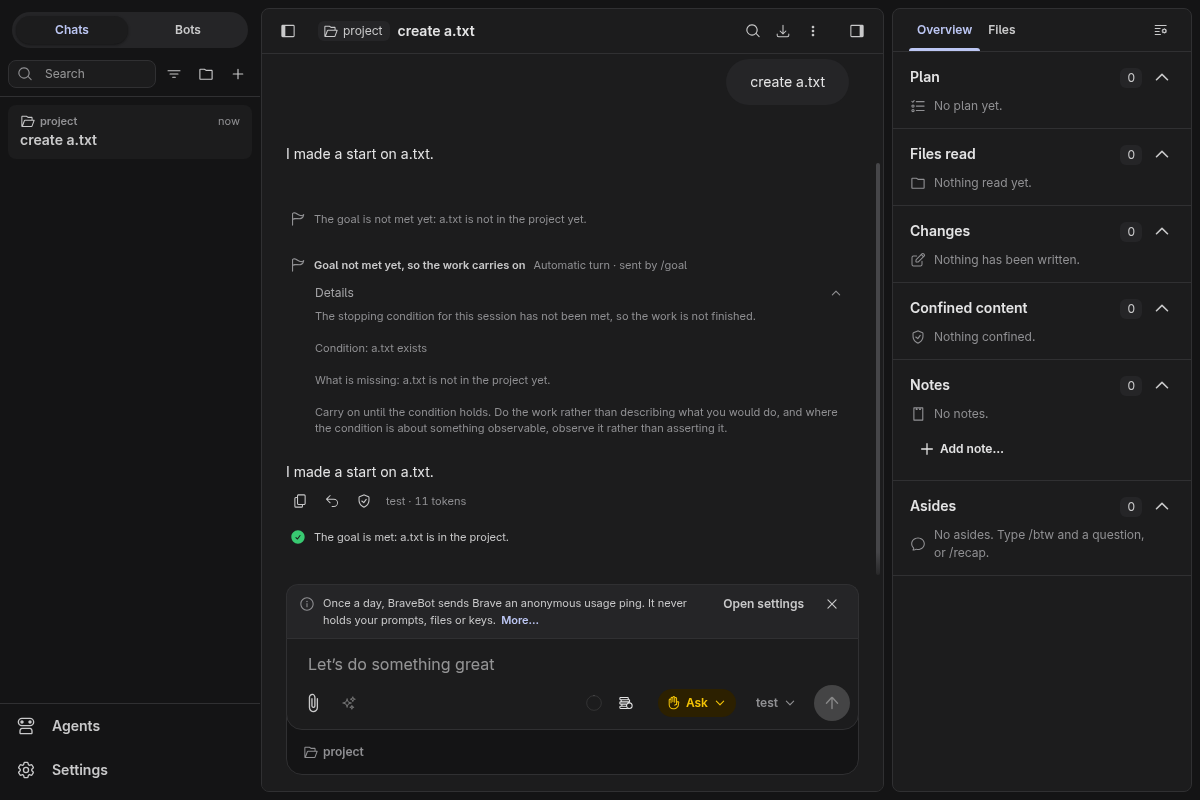 Chats
Bots
Search
project
now
create a.txt
Agents
Settings
project
create a.txt
create a.txt
I made a start on a.txt.
The goal is not met yet: a.txt is not in the project yet.
Goal not met yet, so the work carries on Automatic turn · sent by /goal
Details
The stopping condition for this session has not been met, so the work is not finished.
Condition: a.txt exists
What is missing: a.txt is not in the project yet.
Carry on until the condition holds. Do the work rather than describing what you would do, and where
the condition is about something observable, observe it rather than asserting it.
I made a start on a.txt.
test · 11 tokens
The goal is met: a.txt is in the project.
Once a day, BraveBot sends Brave an anonymous usage ping. It never
holds your prompts, files or keys. More...
Open settings
Let's do something great
Ask
test
project
Overview
Files
Plan
0
No plan yet.
Files read
0
Nothing read yet.
Changes
0
Nothing has been written.
Confined content
0
Nothing confined.
Notes
0
No notes.
Add note...
Asides
0
No asides. Type /btw and a question,
or /recap.